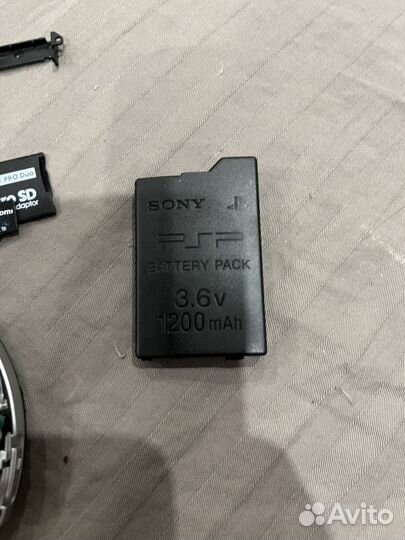 PRO Duo
SD
adaptor
SONY
PSP
BATTERY PACK
3.6v
1200mAh
Avito